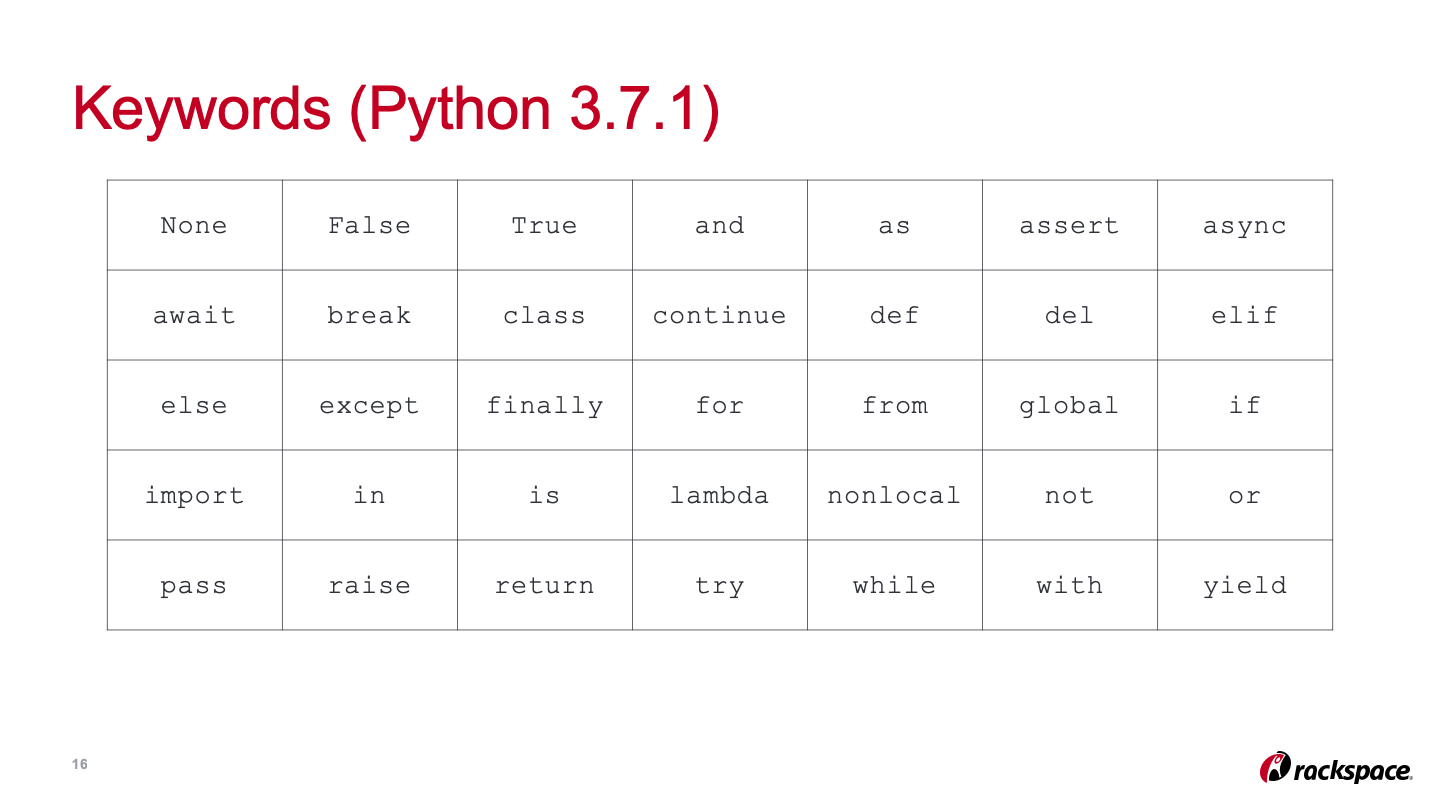 Keywords (Python 3.7.1)
None False True and as assert async
await break class continue def del elif
else except finally for from global if
import in is lambda nonlocal not or
pass raise return try while with yield
16
rackspace.